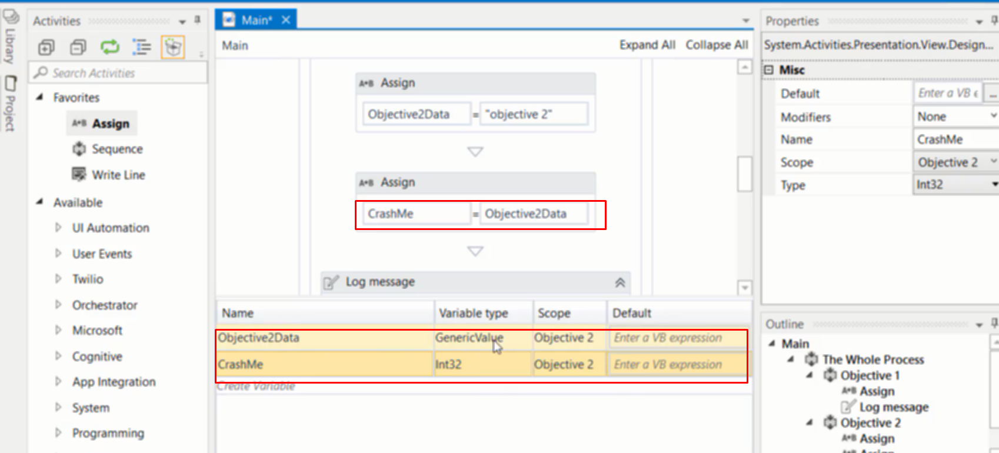 Library
Project
Activities
Search Activities
Favorites
A+B Assign
Sequence
Write Line
Available
UI Automation
User Events
Twilio
Orchestrator
Microsoft
Cognitive
App Integration
System
Programming
Main*
Main
Expand All Collapse All
A+B Assign
Objective2Data = "objective 2"
A+B Assign
CrashMe = Objective2Data
Log message
Name Variable type Scope Default
Objective2Data GenericValue Objective 2 Enter a VB expression
CrashMe Int32 Objective 2 Enter a VB expression
Create Variable
Properties
System.Activities.Presentation.View.Design...
Misc
Default Enter a VB e ...
Modifiers None
Name CrashMe
Scope Objective 2
Type Int32
Outline
Main
The Whole Process
Objective 1
A+B Assign
Log message
Objective 2
A+B Assign
A+B Assign